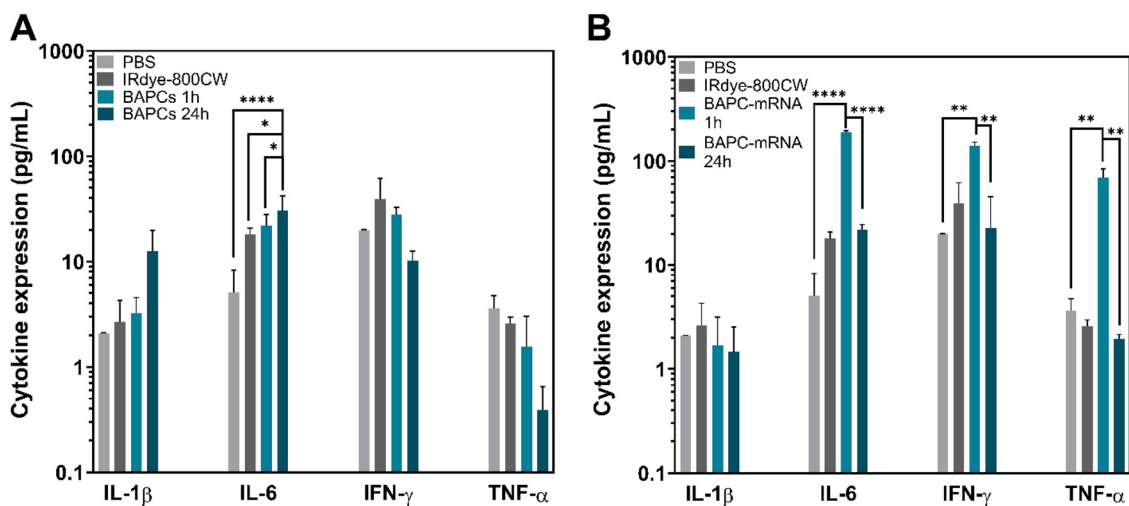 A
Cytokine expression (pg/mL)
1000
100
10
1
0.1
PBS
IRdye-800CW
BAPCs 1h
BAPCs 24h
****
*
*
IL-1β
IL-6
IFN-γ
TNF-α
B
Cytokine expression (pg/mL)
1000
100
10
1
0.1
PBS
IRdye-800CW
BAPC-mRNA
1h
BAPC-mRNA
24h
****
****
**
**
**
**
IL-1β
IL-6
IFN-γ
TNF-α